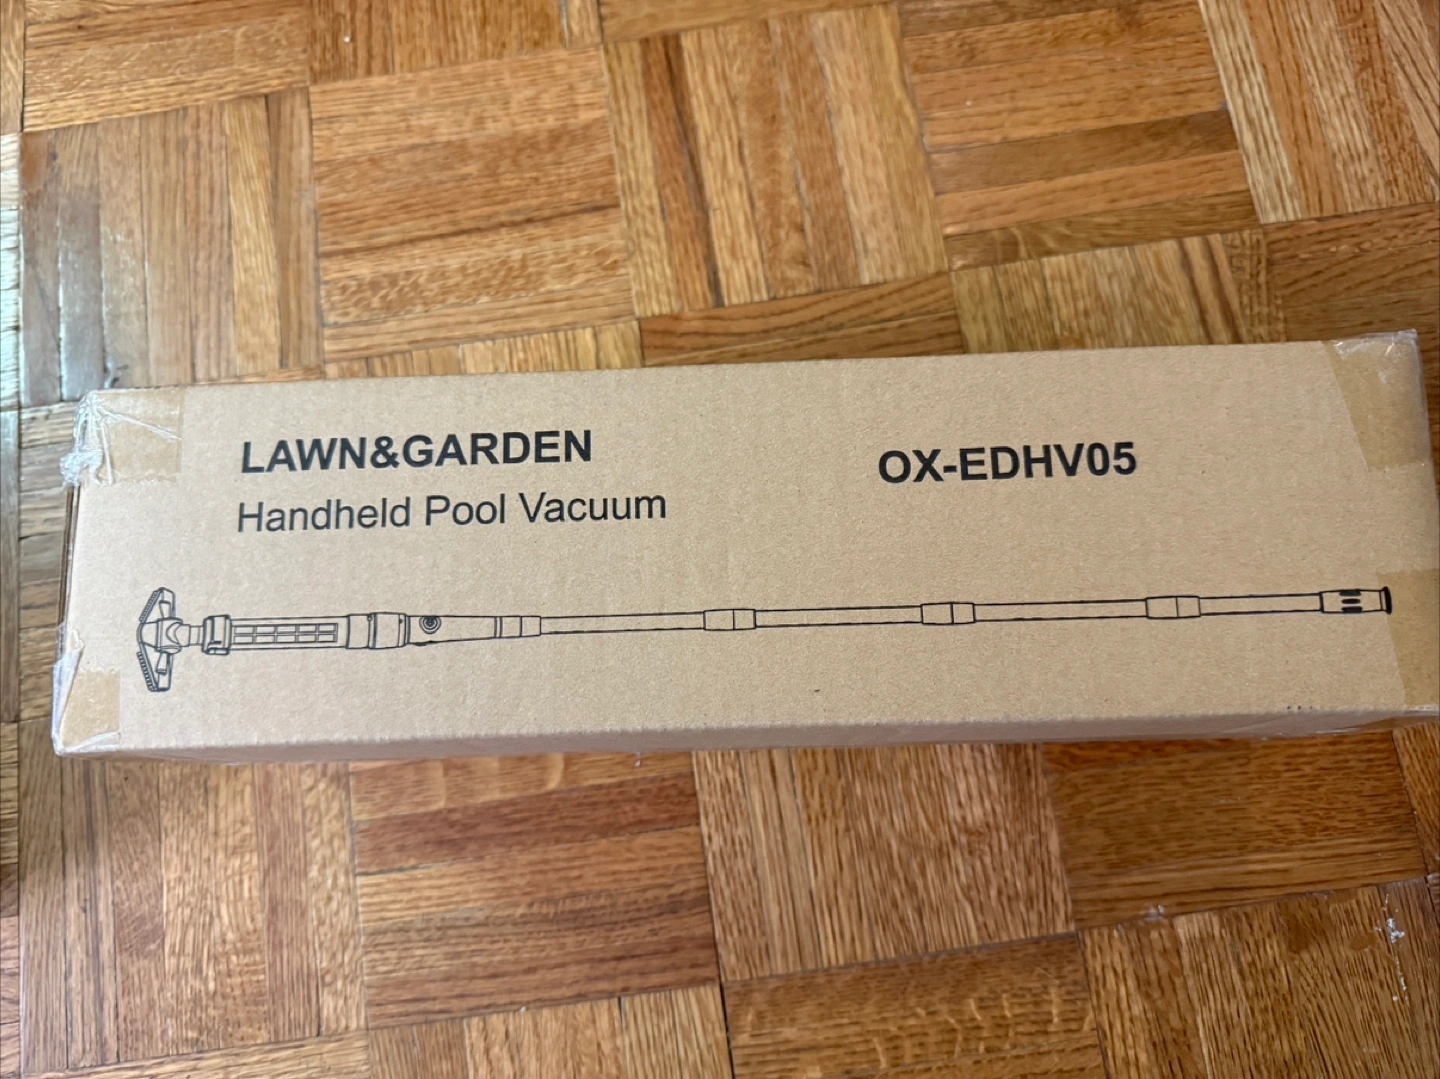 LAWN&GARDEN
Handheld Pool Vacuum
OX-EDHV05